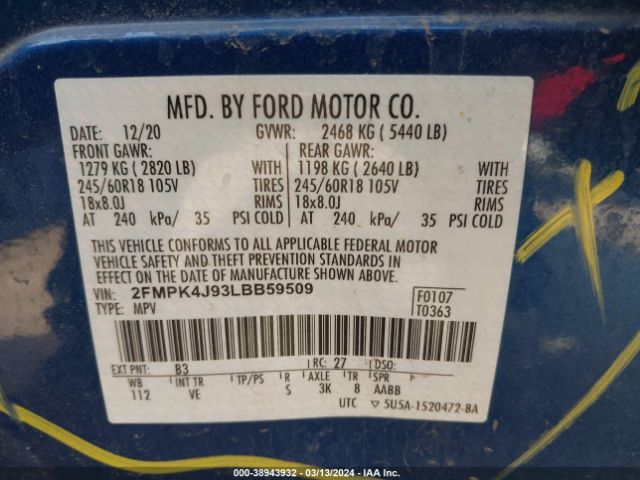 MFD. BY FORD MOTOR CO.
DATE: 12/20 GVWR: 2468 KG ( 5440 LB)
FRONT GAWR: REAR GAWR:
1279 KG ( 2820 LB) WITH 1198 KG ( 2640 LB) WITH
245/60R18 105V TIRES 245/60R18 105V TIRES
18x8.0J RIMS 18x8.0J RIMS
AT 240 kPa/ 35 PSI COLD AT 240 kPa/ 35 PSI COLD
THIS VEHICLE CONFORMS TO ALL APPLICABLE FEDERAL MOTOR
VEHICLE SAFETY AND THEFT PREVENTION STANDARDS IN
EFFECT ON THE DATE OF MANUFACTURE SHOWN ABOVE.
VIN: 2FMPK4J93LBB59509 F0107
TYPE: MPV T0363
EXT PNT: B3 RC: 27 DSO:
WB INT TR TP/PS R AXLE TR SPR
112 VE S 3K 8 AABB
UTC ▽ 5U5A-1520472-BA
000-38943932 - 03/13/2024 - IAA Inc.